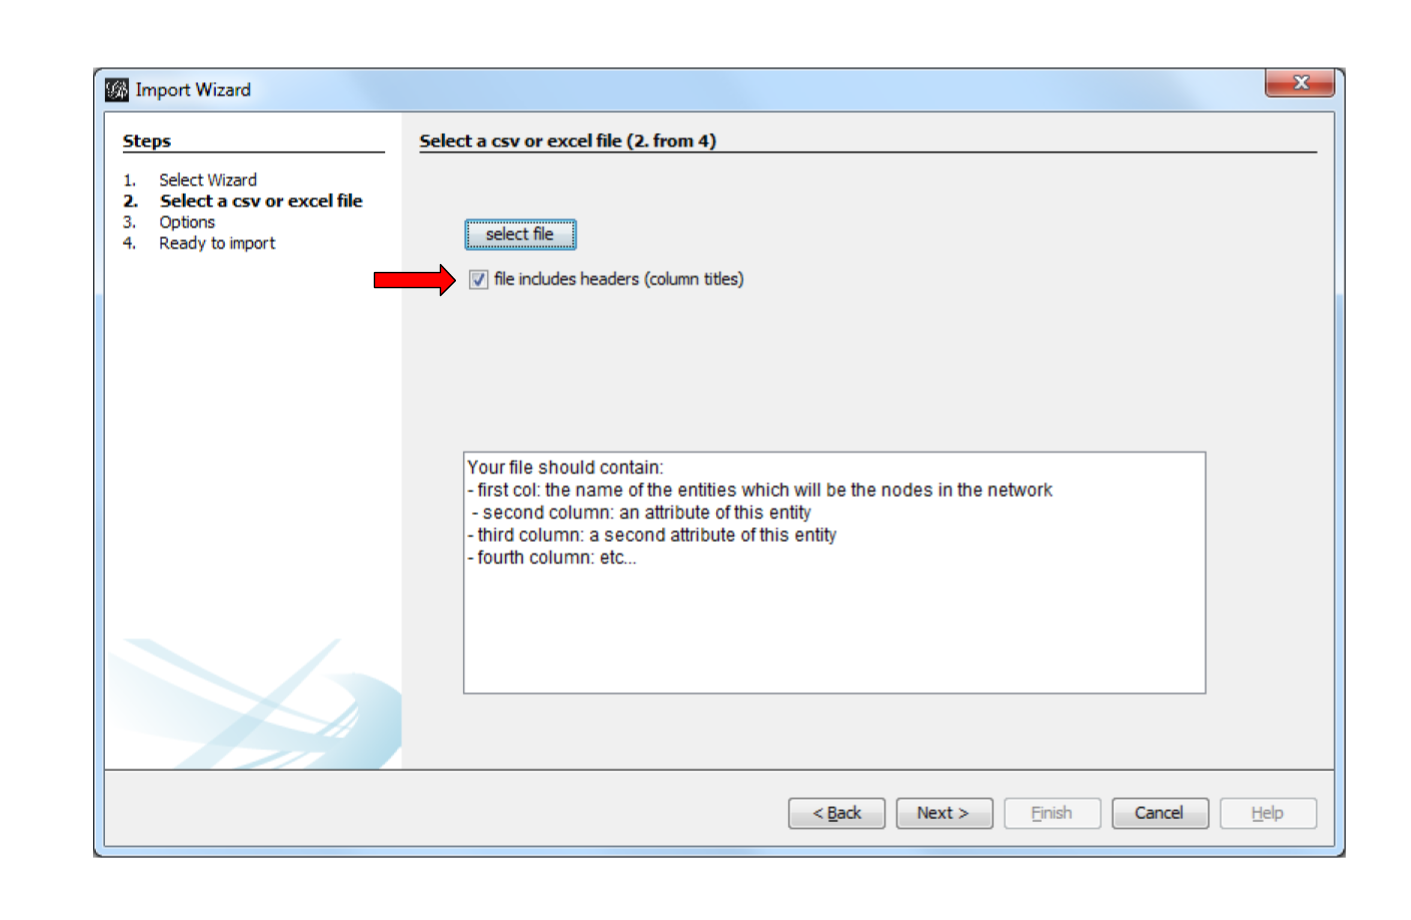 Import Wizard
Steps
1. Select Wizard
2. Select a csv or excel file
3. Options
4. Ready to import
Select a csv or excel file (2. from 4)
select file
file includes headers (column titles)
Your file should contain:
- first col: the name of the entities which will be the nodes in the network
- second column: an attribute of this entity
- third column: a second attribute of this entity
- fourth column: etc...
< Back Next > Finish Cancel Help